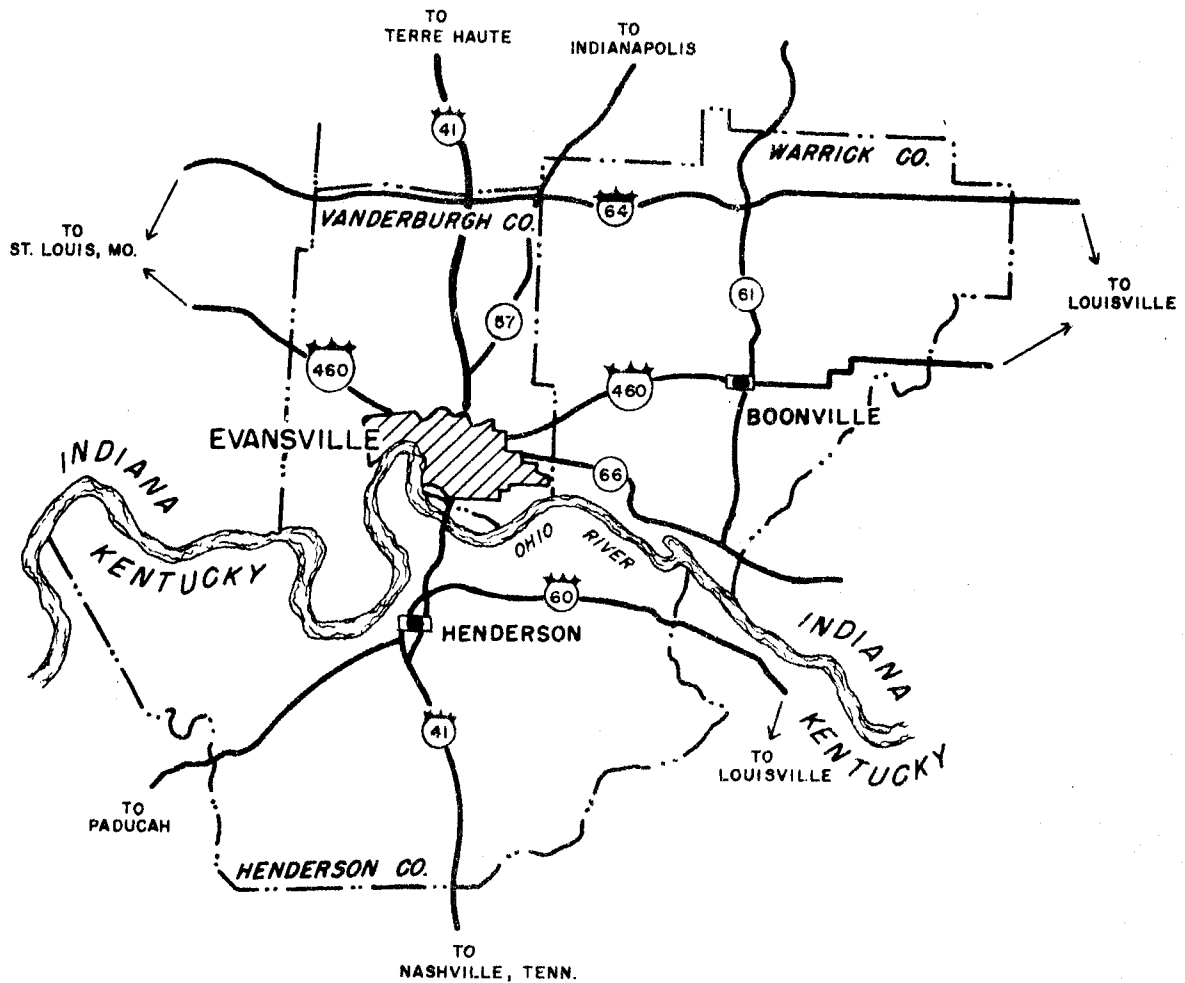 TO
TERRE HAUTE
TO
INDIANAPOLIS
41
WARRICK CO.
64
VANDERBURGH CO.
TO
ST. LOUIS, MO.
61
TO
LOUISVILLE
57
460
460
BOONVILLE
EVANSVILLE
66
INDIANA
KENTUCKY
OHIO
RIVER
60
HENDERSON
INDIANA
KENTUCKY
41
TO
LOUISVILLE
TO
PADUCAH
HENDERSON CO.
TO
NASHVILLE, TENN.